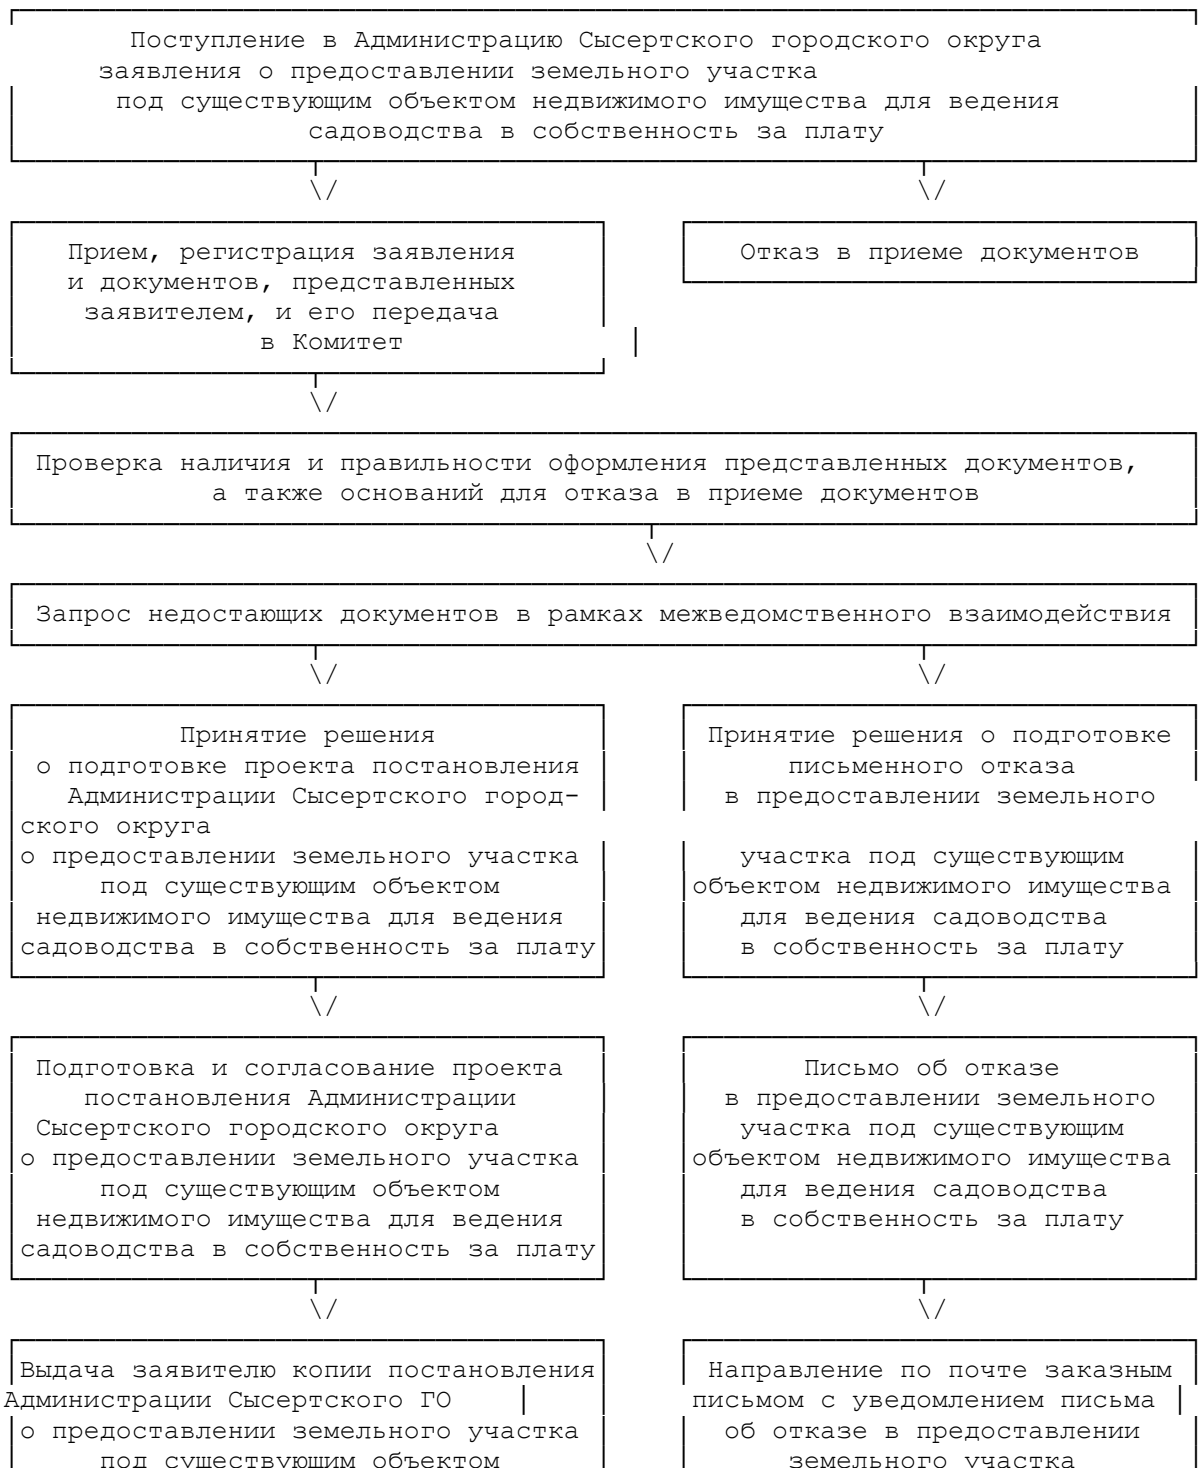 Поступление в Администрацию Сысертского городского округа
заявления о предоставлении земельного участка
под существующим объектом недвижимого имущества для ведения
садоводства в собственность за плату
Прием, регистрация заявления
и документов, представленных
заявителем, и его передача
в Комитет
Отказ в приеме документов
Проверка наличия и правильности оформления представленных документов,
а также оснований для отказа в приеме документов
Запрос недостающих документов в рамках межведомственного взаимодействия
Принятие решения
о подготовке проекта постановления
Администрации Сысертского город-
ского округа
о предоставлении земельного участка
под существующим объектом
недвижимого имущества для ведения
садоводства в собственность за плату
Принятие решения о подготовке
письменного отказа
в предоставлении земельного
участка под существующим
объектом недвижимого имущества
для ведения садоводства
в собственность за плату
Подготовка и согласование проекта
постановления Администрации
Сысертского городского округа
о предоставлении земельного участка
под существующим объектом
недвижимого имущества для ведения
садоводства в собственность за плату
Письмо об отказе
в предоставлении земельного
участка под существующим
объектом недвижимого имущества
для ведения садоводства
в собственность за плату
Выдача заявителю копии постановления
Администрации Сысертского ГО
о предоставлении земельного участка
под существующим объектом
Направление по почте заказным
письмом с уведомлением письма
об отказе в предоставлении
земельного участка